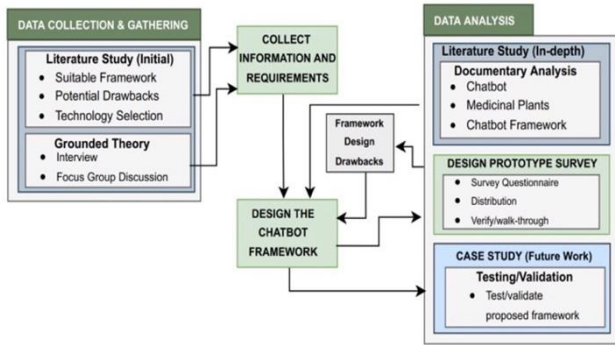 DATA COLLECTION & GATHERING
Literature Study (Initial)
Suitable Framework
Potential Drawbacks
Technology Selection
Grounded Theory
Interview
Focus Group Discussion
COLLECT
INFORMATION AND
REQUIREMENTS
Framework
Design
Drawbacks
DESIGN THE
CHATBOT
FRAMEWORK
DATA ANALYSIS
Literature Study (In-depth)
Documentary Analysis
Chatbot
Medicinal Plants
Chatbot Framework
DESIGN PROTOTYPE SURVEY
Survey Questionnaire
Distribution
Verify/walk-through
CASE STUDY (Future Work)
Testing/Validation
Test/validate
proposed framework